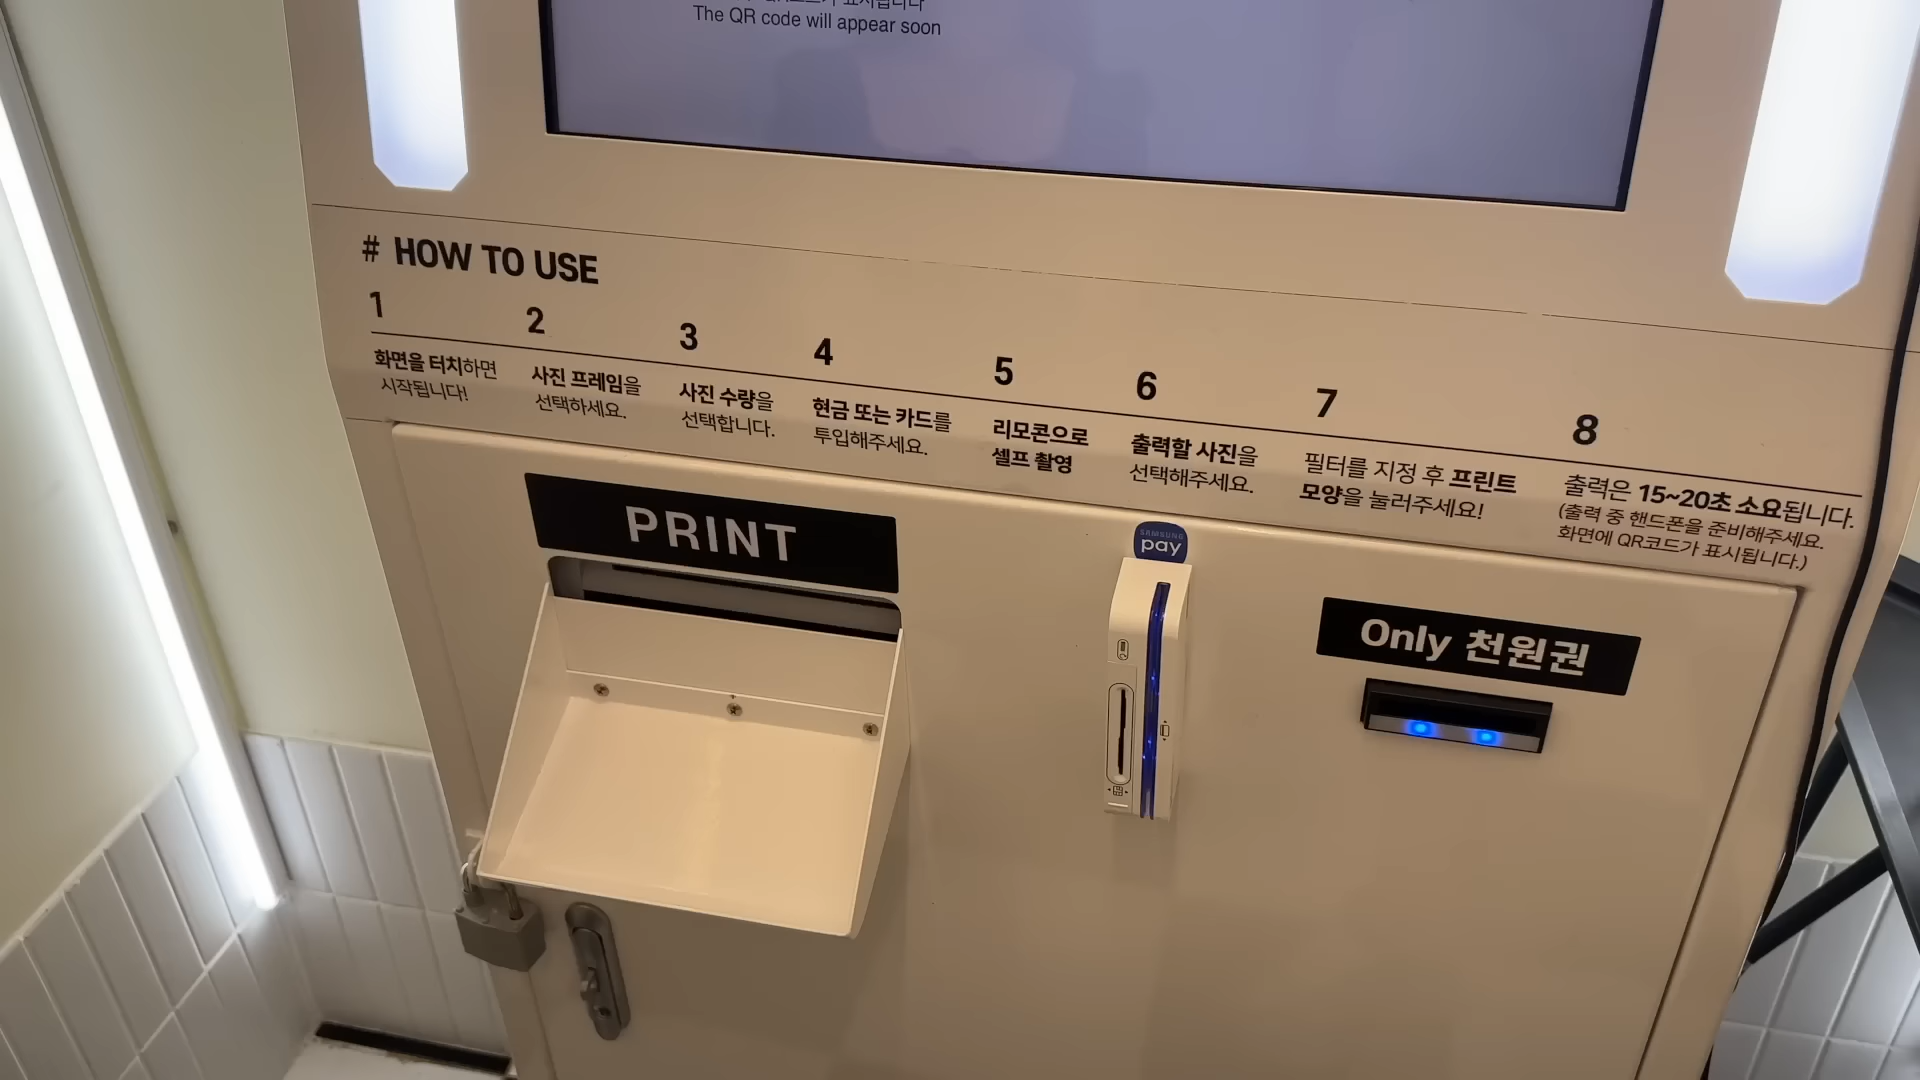 The QR code will appear soon
# HOW TO USE
1
화면을 터치하면
시작됩니다!
2
사진 프레임을
선택하세요.
3
사진 수량을
선택합니다.
4
현금 또는 카드를
투입해주세요.
5
리모콘으로
셀프 촬영
6
출력할 사진을
선택해주세요.
7
필터를 지정 후 프린트
모양을 눌러주세요!
8
출력은 15~20초 소요됩니다.
(출력 중 핸드폰을 준비해주세요.
화면에 QR코드가 표시됩니다.)
PRINT
SAMSUNG
pay
Only 천원권